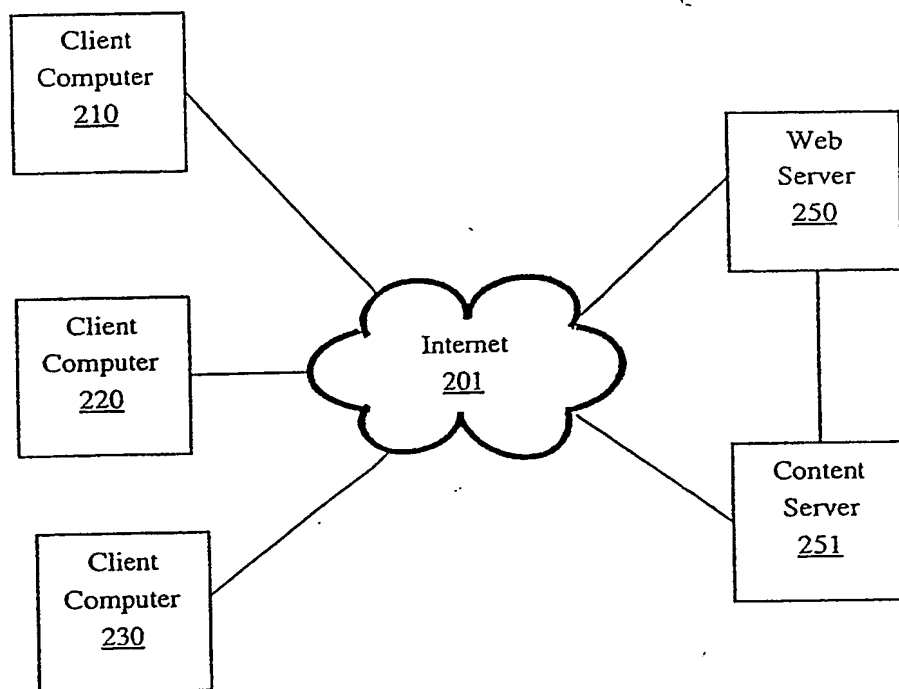 Client
Computer
210
Web
Server
250
Client
Computer
220
Internet
201
Content
Server
251
Client
Computer
230